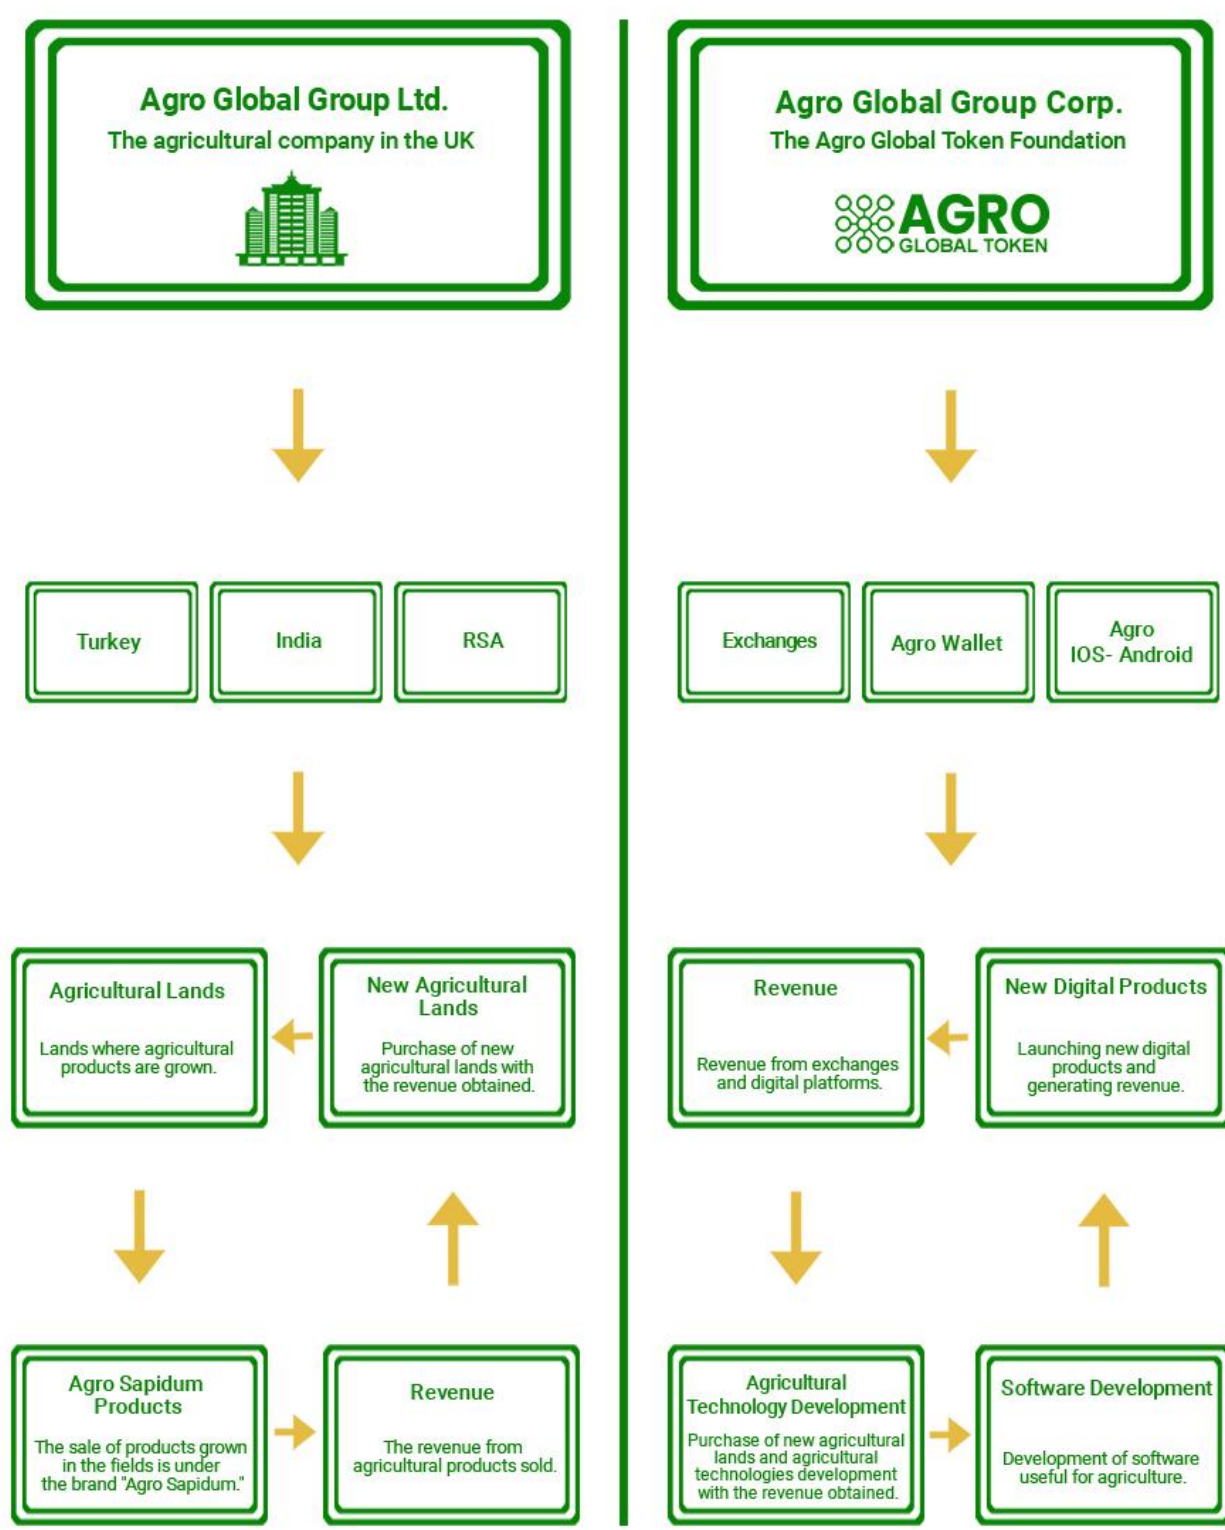 Agro Global Group Ltd.
The agricultural company in the UK
Turkey
India
RSA
Agricultural Lands
Lands where agricultural
products are grown.
New Agricultural
Lands
Purchase of new
agricultural lands with
the revenue obtained.
Agro Sapidum
Products
The sale of products grown
in the fields is under
the brand "Agro Sapidum."
Revenue
The revenue from
agricultural products sold.
Agro Global Group Corp.
The Agro Global Token Foundation
AGRO
GLOBAL TOKEN
Exchanges
Agro Wallet
Agro
IOS- Android
Revenue
Revenue from exchanges
and digital platforms.
New Digital Products
Launching new digital
products and
generating revenue.
Agricultural
Technology Development
Purchase of new agricultural
lands and agricultural
technologies development
with the revenue obtained.
Software Development
Development of software
useful for agriculture.